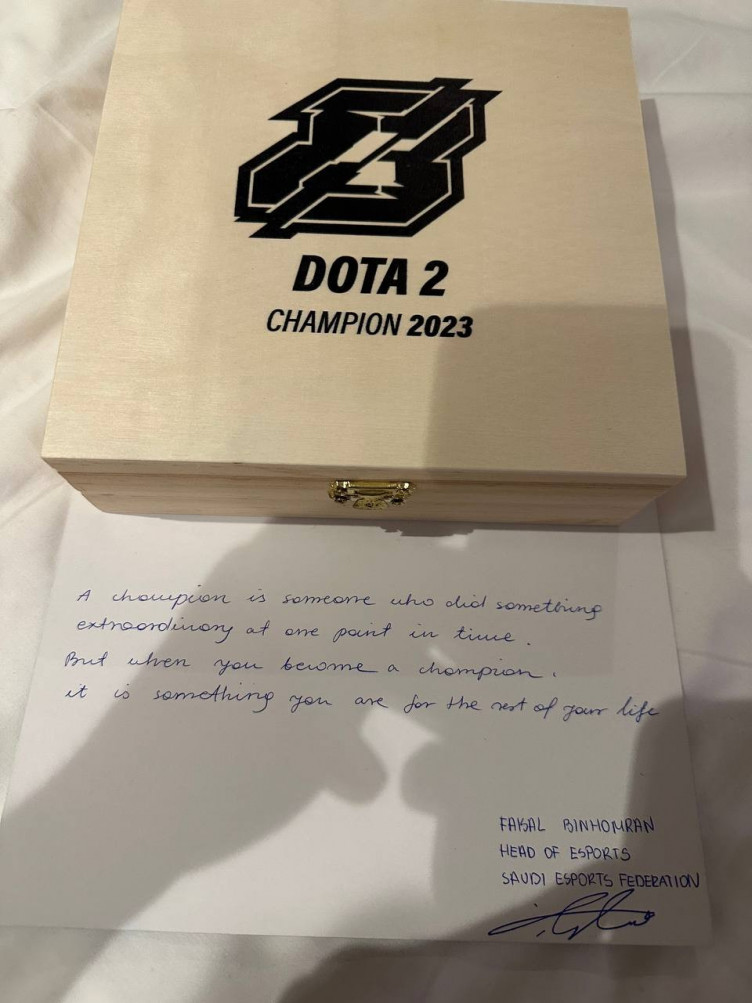 DOTA 2
CHAMPION 2023
A champion is someone who did something
extraordinary at one point in time.
But when you become a champion,
it is something you are for the rest of your life
FAISAL BINHOMRAN
HEAD OF ESPORTS
SAUDI ESPORTS FEDERATION